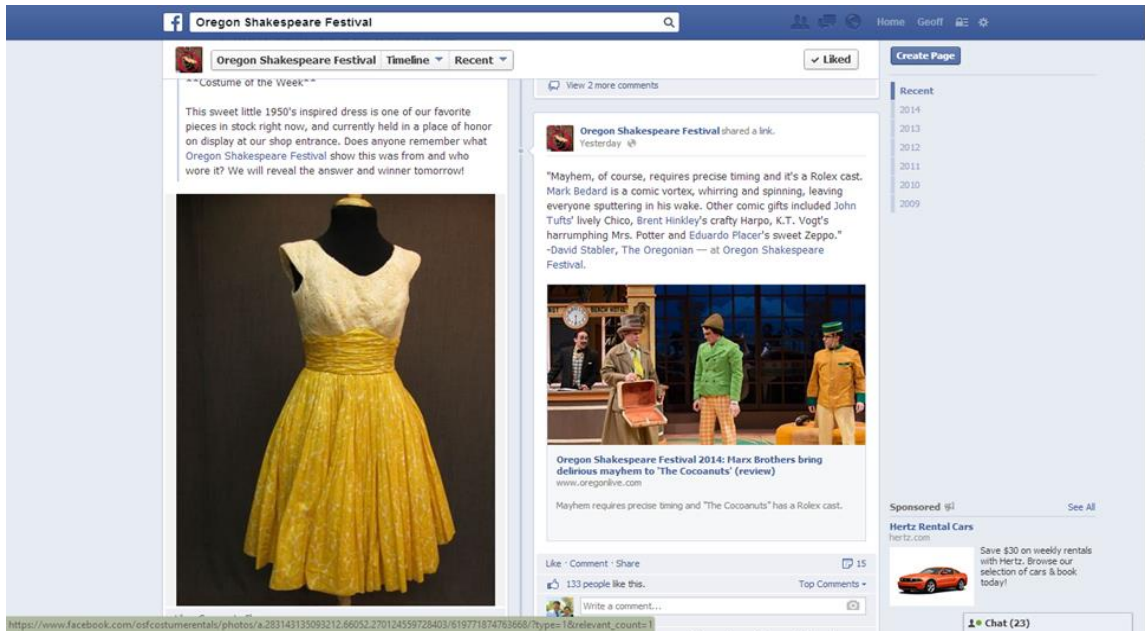 Oregon Shakespeare Festival
Home Geoff
Oregon Shakespeare Festival Timeline Recent
Liked
Create Page
**Costume of the Week**
This sweet little 1950's inspired dress is one of our favorite
pieces in stock right now, and currently held in a place of honor
on display at our shop entrance. Does anyone remember what
Oregon Shakespeare Festival show this was from and who
wore it? We will reveal the answer and winner tomorrow!
View 2 more comments
Oregon Shakespeare Festival shared a link.
Yesterday
"Mayhem, of course, requires precise timing and it's a Rolex cast.
Mark Bedard is a comic vortex, whirring and spinning, leaving
everyone sputtering in his wake. Other comic gifts included John
Tufts' lively Chico, Brent Hinkley's crafty Harpo, K.T. Vogt's
harrumphing Mrs. Potter and Eduardo Placer's sweet Zeppo."
-David Stabler, The Oregonian — at Oregon Shakespeare
Festival.
BEACH HOTEL
Oregon Shakespeare Festival 2014: Marx Brothers bring
delirious mayhem to 'The Cocoanuts' (review)
www.oregonlive.com
Mayhem requires precise timing and "The Cocoanuts" has a Rolex cast.
Like · Comment · Share
15
133 people like this.
Top Comments
Write a comment...
Recent
2014
2013
2012
2011
2010
2009
Sponsored
See All
Hertz Rental Cars
hertz.com
Save $30 on weekly rentals
with Hertz. Browse our
selection of cars & book
today!
Chat (23)
https://www.facebook.com/osfcostumerentals/photos/a.283143135093212.66052.270124559728403/619771874763668/?type=1&relevant_count=1